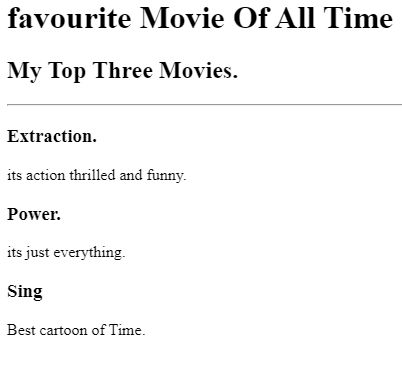 favourite Movie Of All Time
My Top Three Movies.
Extraction.
its action thrilled and funny.
Power.
its just everything.
Sing
Best cartoon of Time.